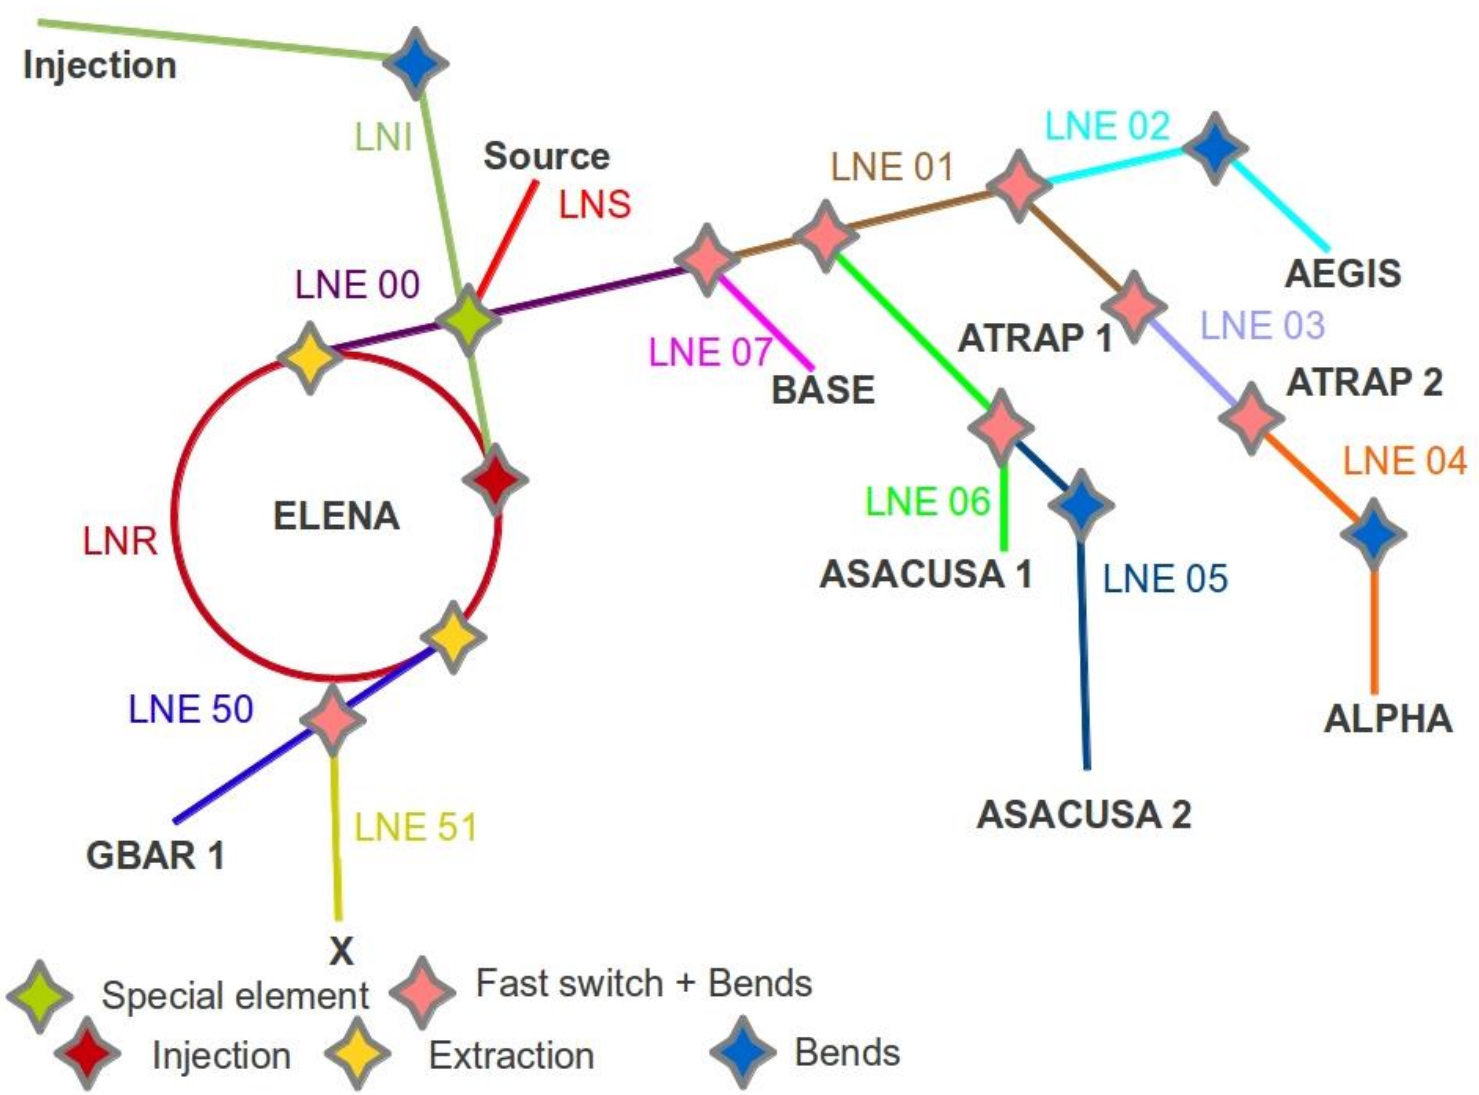 Injection
LNI
Source
LNS
LNE 00
LNE 01
LNE 02
AEGIS
LNE 07
BASE
ATRAP 1
LNE 03
ATRAP 2
LNE 04
ELENA
LNR
LNE 06
ASACUSA 1
LNE 05
ALPHA
LNE 50
GBAR 1
LNE 51
ASACUSA 2
X
Special element
Fast switch + Bends
Injection
Extraction
Bends